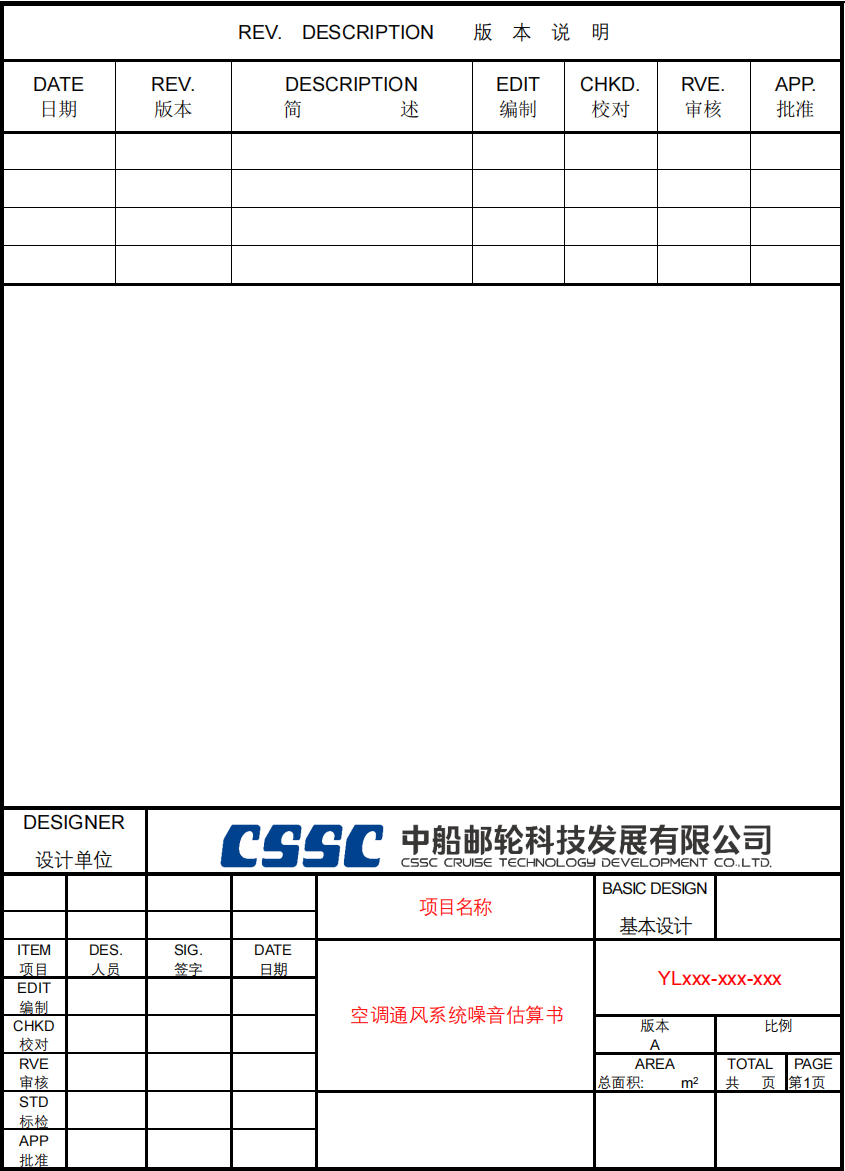 REV. DESCRIPTION 版 本 说 明
DATE REV. DESCRIPTION EDIT CHKD. RVE. APP.
日期 版本 简 述 编制 校对 审核 批准
DESIGNER
设计单位
CSSC 中船邮轮科技发展有限公司
CSSC CRUISE TECHNOLOGY DEVELOPMENT CO.,LTD.
项目名称
BASIC DESIGN
基本设计
ITEM DES. SIG. DATE
项目 人员 签字 日期
EDIT
编制
CHKD
校对
RVE
审核
STD
标检
APP
批准
空调通风系统噪音估算书
YLxxx-xxx-xxx
版本 比例
A
AREA TOTAL PAGE
总面积: m² 共 页 第1页